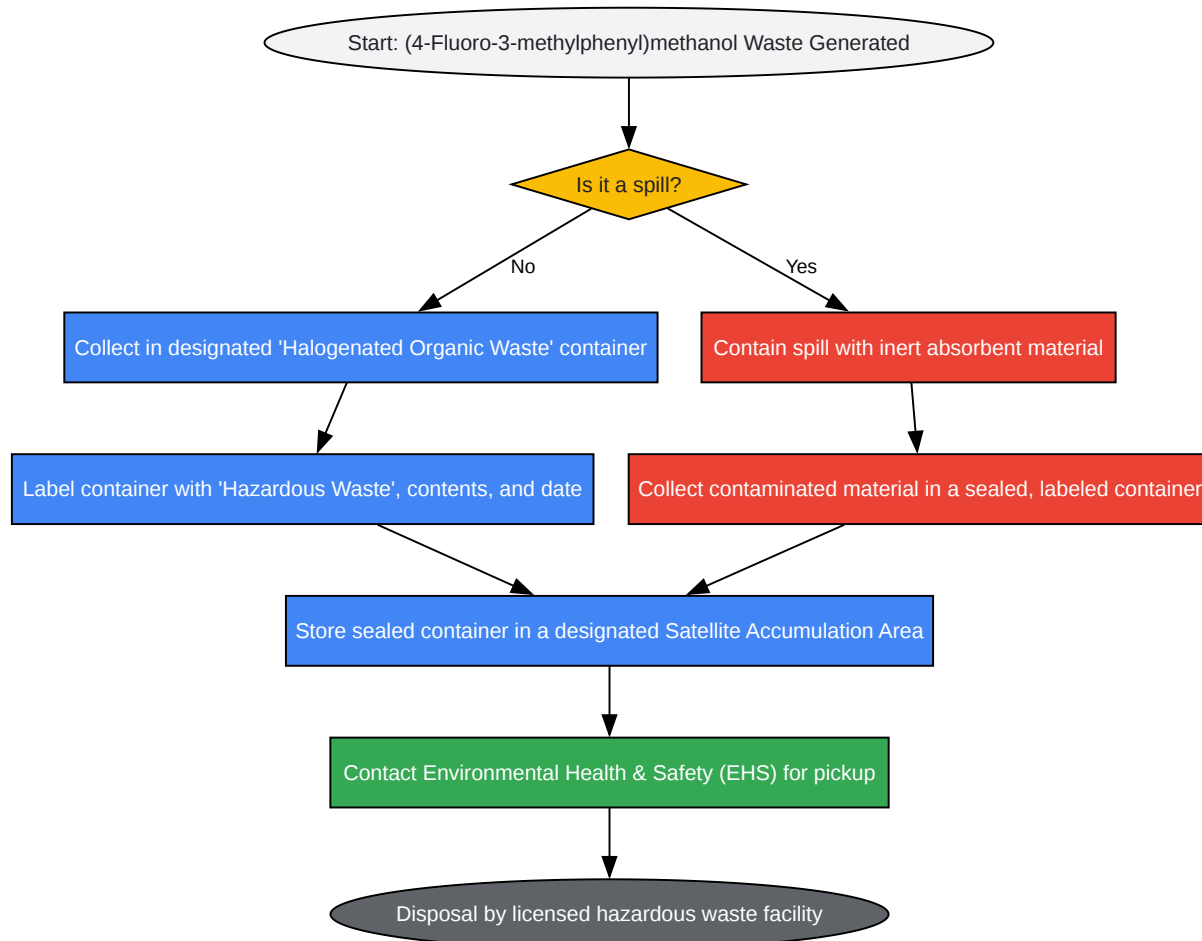 Start: (4-Fluoro-3-methylphenyl)methanol Waste Generated
Is it a spill?
No
Yes
Collect in designated 'Halogenated Organic Waste' container
Contain spill with inert absorbent material
Label container with 'Hazardous Waste', contents, and date
Collect contaminated material in a sealed, labeled container
Store sealed container in a designated Satellite Accumulation Area
Contact Environmental Health & Safety (EHS) for pickup
Disposal by licensed hazardous waste facility